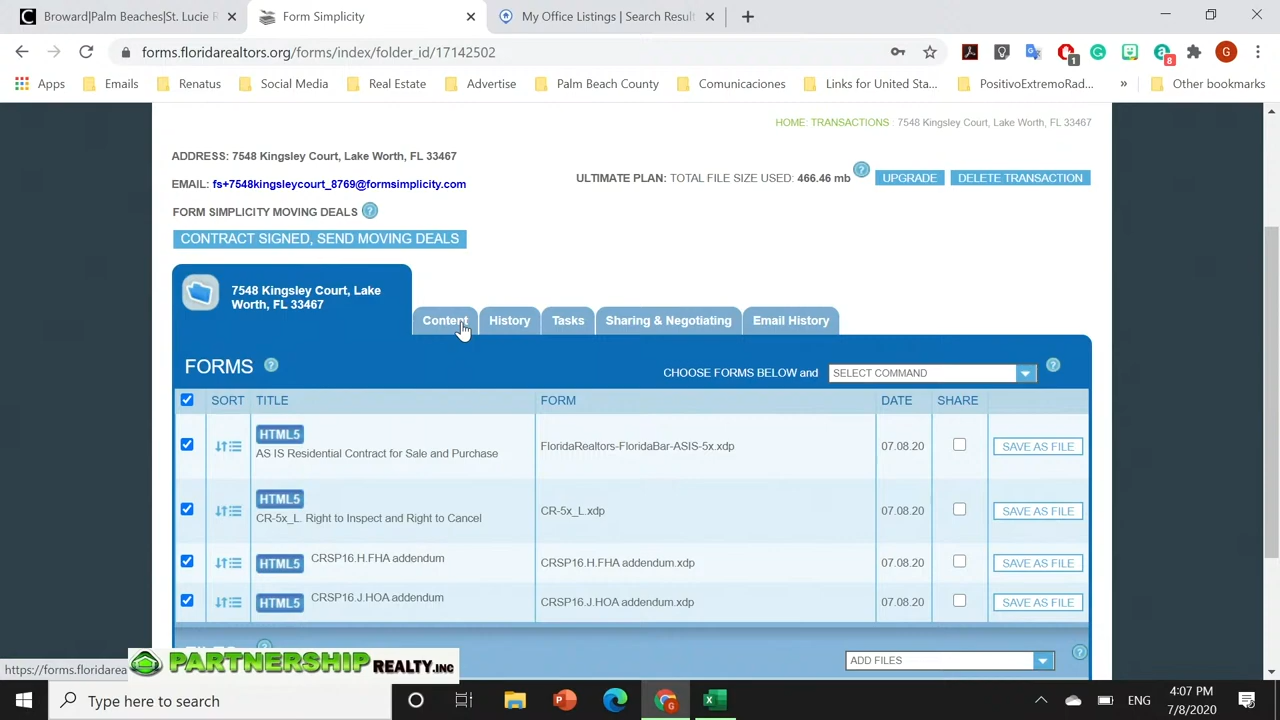 Broward|Palm Beaches|St. Lucie R
Form Simplicity
My Office Listings | Search Result
forms.floridarealtors.org/forms/index/folder_id/17142502
1
8
G
Apps
Emails
Renatus
Social Media
Real Estate
Advertise
Palm Beach County
Comunicaciones
Links for United Sta...
PositivoExtremoRad...
»
Other bookmarks
HOME: TRANSACTIONS : 7548 Kingsley Court, Lake Worth, FL 33467
ADDRESS: 7548 Kingsley Court, Lake Worth, FL 33467
EMAIL: fs+7548kingsleycourt_8769@formsimplicity.com
ULTIMATE PLAN: TOTAL FILE SIZE USED: 466.46 mb ?
UPGRADE
DELETE TRANSACTION
FORM SIMPLICITY MOVING DEALS ?
CONTRACT SIGNED, SEND MOVING DEALS
7548 Kingsley Court, Lake
Worth, FL 33467
Content
History
Tasks
Sharing & Negotiating
Email History
FORMS ?
CHOOSE FORMS BELOW and
SELECT COMMAND
?
SORT
TITLE
FORM
DATE
SHARE
HTML5
AS IS Residential Contract for Sale and Purchase
FloridaRealtors-FloridaBar-ASIS-5x.xdp
07.08.20
SAVE AS FILE
HTML5
CR-5x_L. Right to Inspect and Right to Cancel
CR-5x_L.xdp
07.08.20
SAVE AS FILE
HTML5
CRSP16.H.FHA addendum
CRSP16.H.FHA addendum.xdp
07.08.20
SAVE AS FILE
HTML5
CRSP16.J.HOA addendum
CRSP16.J.HOA addendum.xdp
07.08.20
SAVE AS FILE
ADD FILES
?
https://forms.floridarea
PARTNERSHIP REALTY.INC
Type here to search
ENG
4:07 PM
7/8/2020